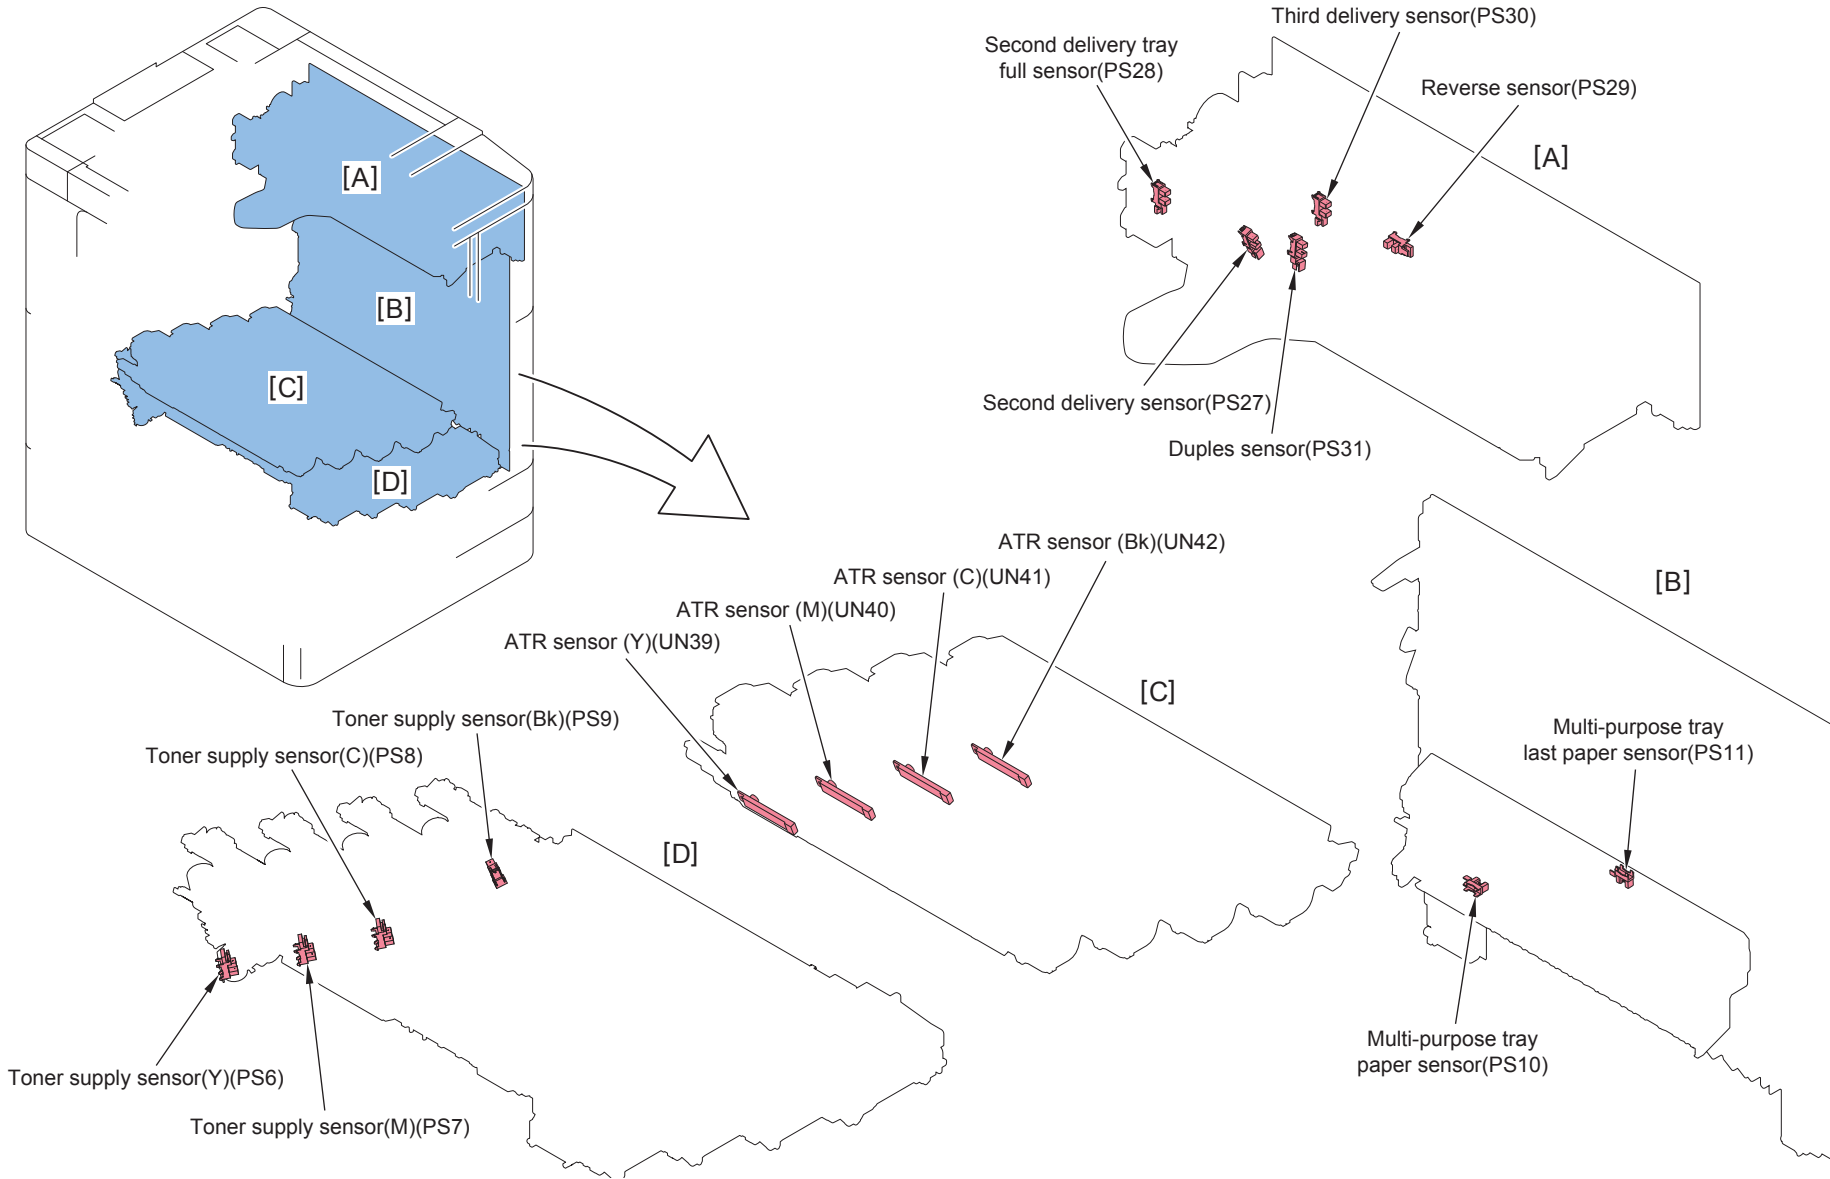 Third delivery sensor(PS30)
Second delivery tray
full sensor(PS28)
Reverse sensor(PS29)
[A]
[A]
[B]
[C]
[D]
Second delivery sensor(PS27)
Duples sensor(PS31)
ATR sensor (Bk)(UN42)
ATR sensor (C)(UN41)
ATR sensor (M)(UN40)
ATR sensor (Y)(UN39)
[B]
[C]
Toner supply sensor(Bk)(PS9)
Toner supply sensor(C)(PS8)
Multi-purpose tray
last paper sensor(PS11)
[D]
Multi-purpose tray
paper sensor(PS10)
Toner supply sensor(Y)(PS6)
Toner supply sensor(M)(PS7)